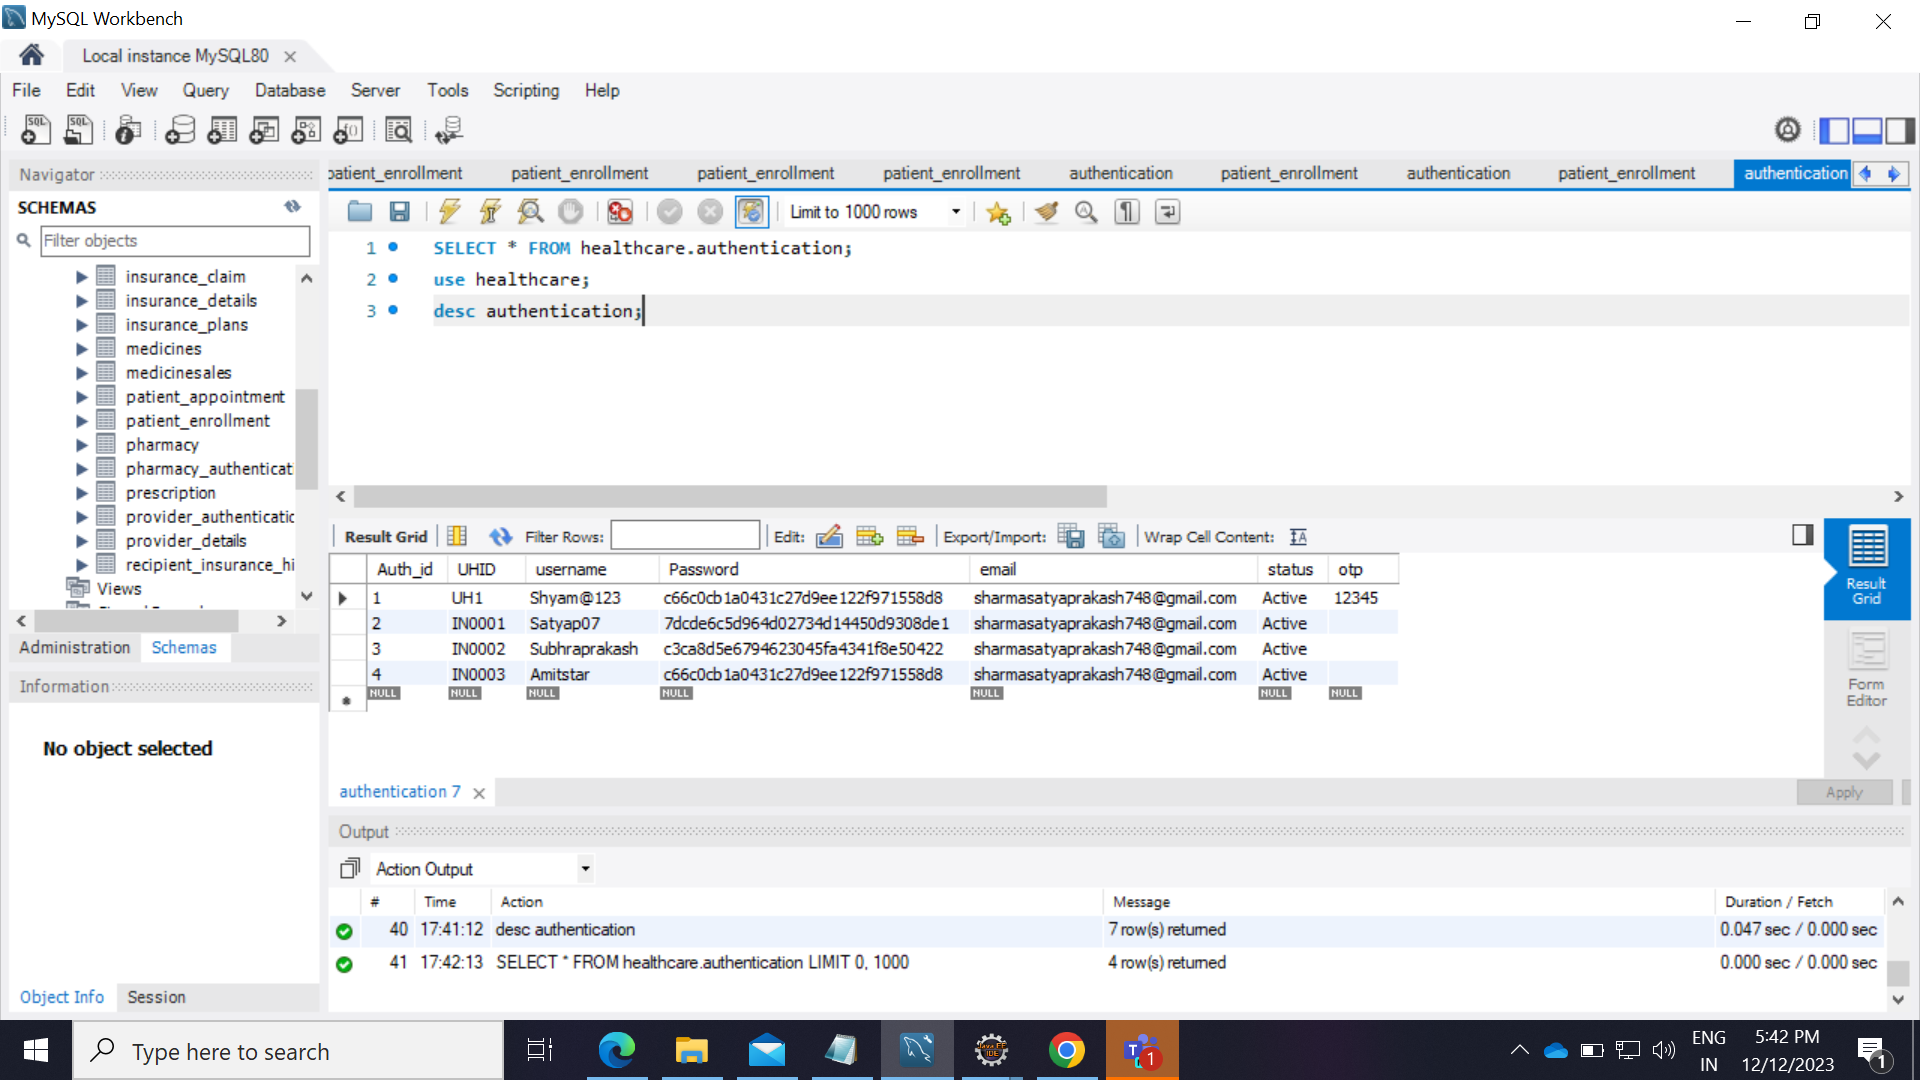 MySQL Workbench
Local instance MySQL80
File Edit View Query Database Server Tools Scripting Help
Navigator
SCHEMAS
Filter objects
insurance_claim
insurance_details
insurance_plans
medicines
medicinesales
patient_appointment
patient_enrollment
pharmacy
pharmacy_authenticat
prescription
provider_authenticatic
provider_details
recipient_insurance_hi
Views
Administration Schemas
Information
No object selected
Object Info Session
patient_enrollment patient_enrollment patient_enrollment patient_enrollment authentication patient_enrollment authentication patient_enrollment authentication
Limit to 1000 rows
1 SELECT * FROM healthcare.authentication;
2 use healthcare;
3 desc authentication;
Result Grid Filter Rows: Edit: Export/Import: Wrap Cell Content: IA
Auth_id UHID username Password email status otp
1 UH1 Shyam@123 c66c0cb1a0431c27d9ee122f971558d8 sharmasatyaprakash748@gmail.com Active 12345
2 IN0001 Satyap07 7dcde6c5d964d02734d14450d9308de1 sharmasatyaprakash748@gmail.com Active
3 IN0002 Subhraprakash c3ca8d5e6794623045fa4341f8e50422 sharmasatyaprakash748@gmail.com Active
4 IN0003 Amitstar c66c0cb1a0431c27d9ee122f971558d8 sharmasatyaprakash748@gmail.com Active
NULL NULL NULL NULL NULL NULL NULL
Result
Grid
Form
Editor
authentication 7
Apply
Output
Action Output
# Time Action Message Duration / Fetch
40 17:41:12 desc authentication 7 row(s) returned 0.047 sec / 0.000 sec
41 17:42:13 SELECT * FROM healthcare.authentication LIMIT 0, 1000 4 row(s) returned 0.000 sec / 0.000 sec
Type here to search
1
ENG
IN
5:42 PM
12/12/2023
1